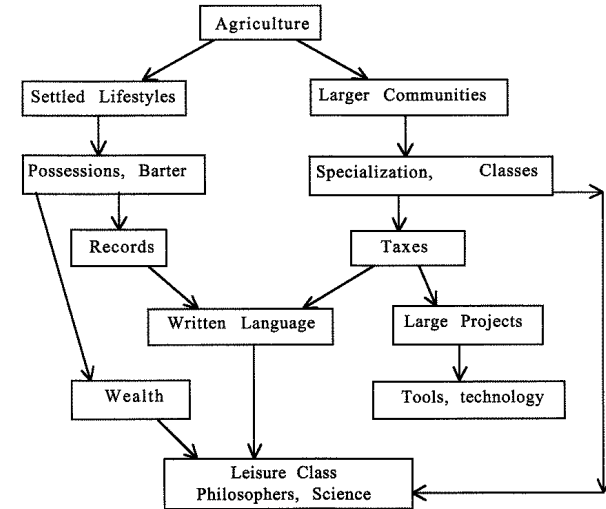 Agriculture
Settled Lifestyles
Larger Communities
Possessions, Barter
Specialization, Classes
Records
Taxes
Written Language
Large Projects
Wealth
Tools, technology
Leisure Class
Philosophers, Science